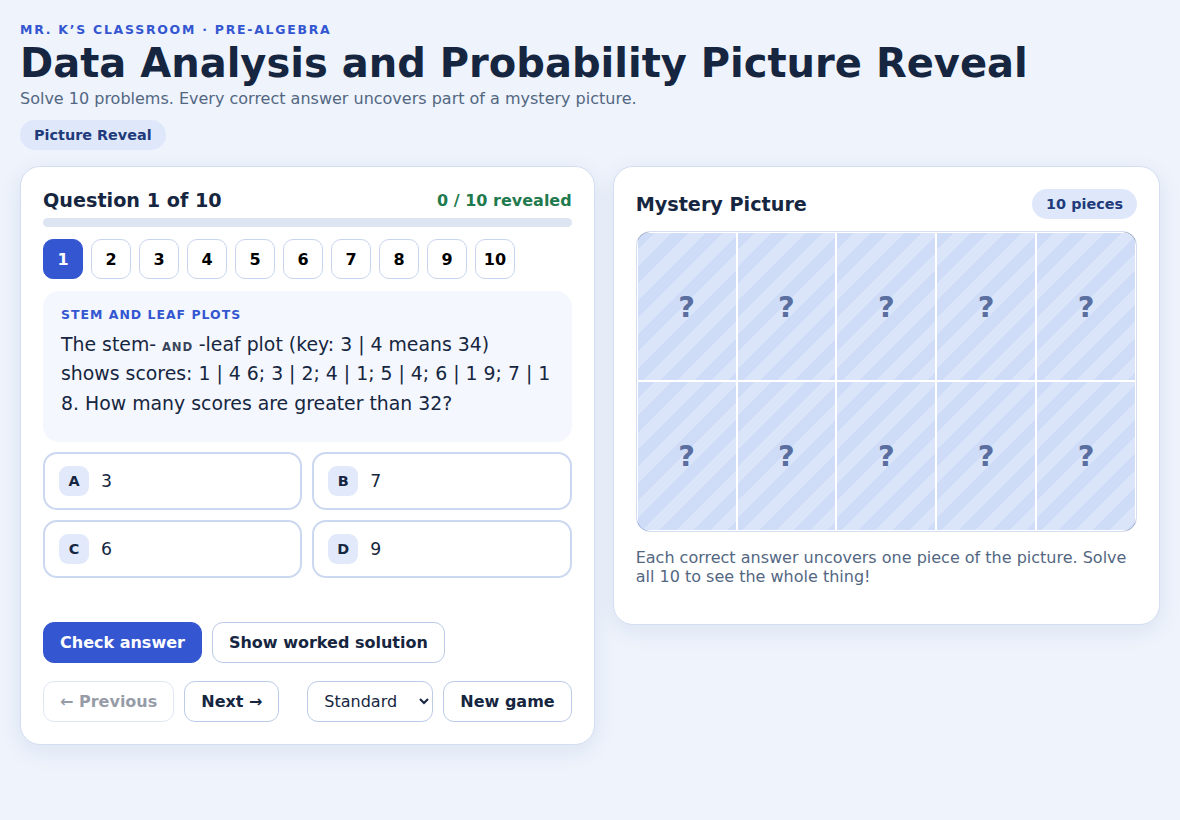 MR. K’S CLASSROOM · PRE-ALGEBRA
Data Analysis and Probability Picture Reveal
Solve 10 problems. Every correct answer uncovers part of a mystery picture.
Picture Reveal
Question 1 of 10
0 / 10 revealed
1 2 3 4 5 6 7 8 9 10
STEM AND LEAF PLOTS
The stem- AND -leaf plot (key: 3 | 4 means 34)
shows scores: 1 | 4 6; 3 | 2; 4 | 1; 5 | 4; 6 | 1 9; 7 | 1
8. How many scores are greater than 32?
A 3
B 7
C 6
D 9
Check answer
Show worked solution
← Previous
Next →
Standard
New game
Mystery Picture
10 pieces
? ? ? ? ?
? ? ? ? ?
Each correct answer uncovers one piece of the picture. Solve
all 10 to see the whole thing!